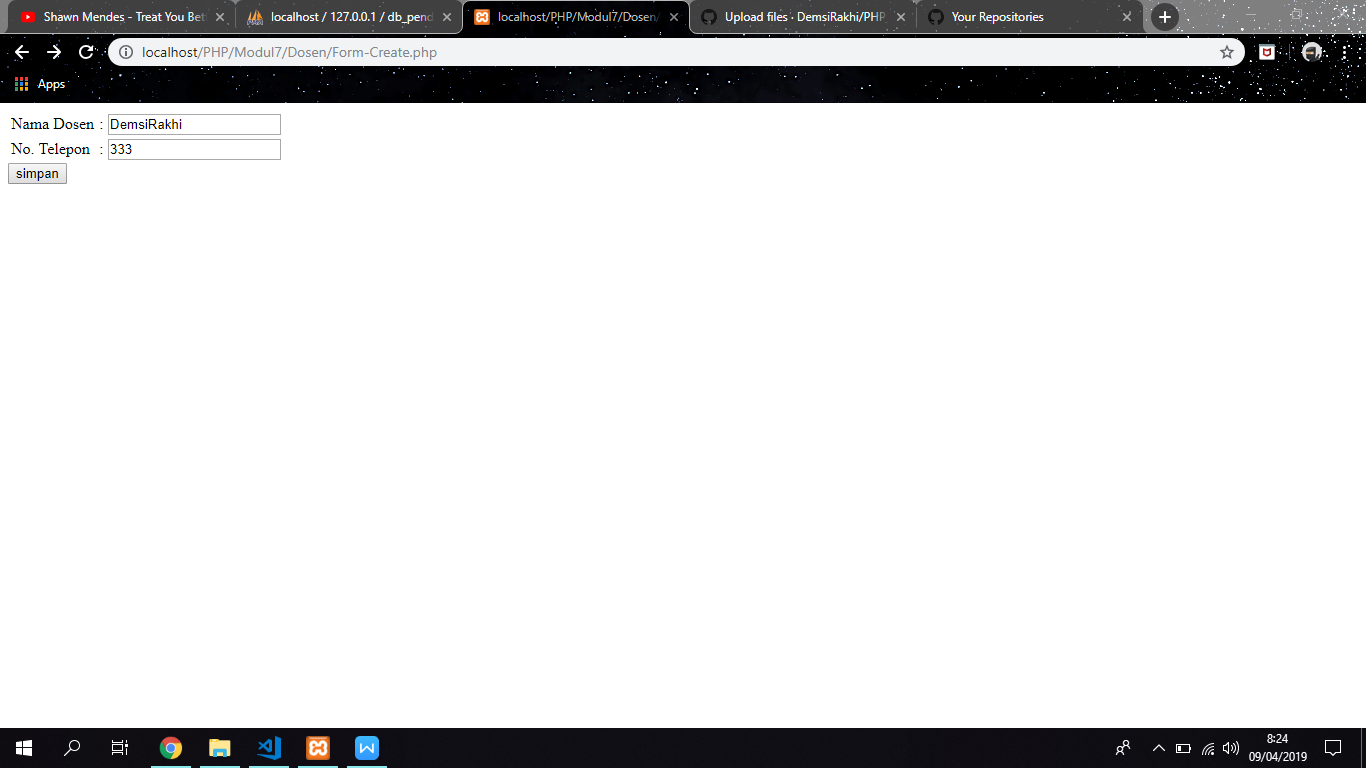 Shawn Mendes - Treat You Bet
localhost / 127.0.0.1 / db_pend
localhost/PHP/Modul7/Dosen/
Upload files · DemsiRakhi/PHP
Your Repositories
localhost/PHP/Modul7/Dosen/Form-Create.php
Apps
Nama Dosen : DemsiRakhi
No. Telepon : 333
simpan
8:24
09/04/2019